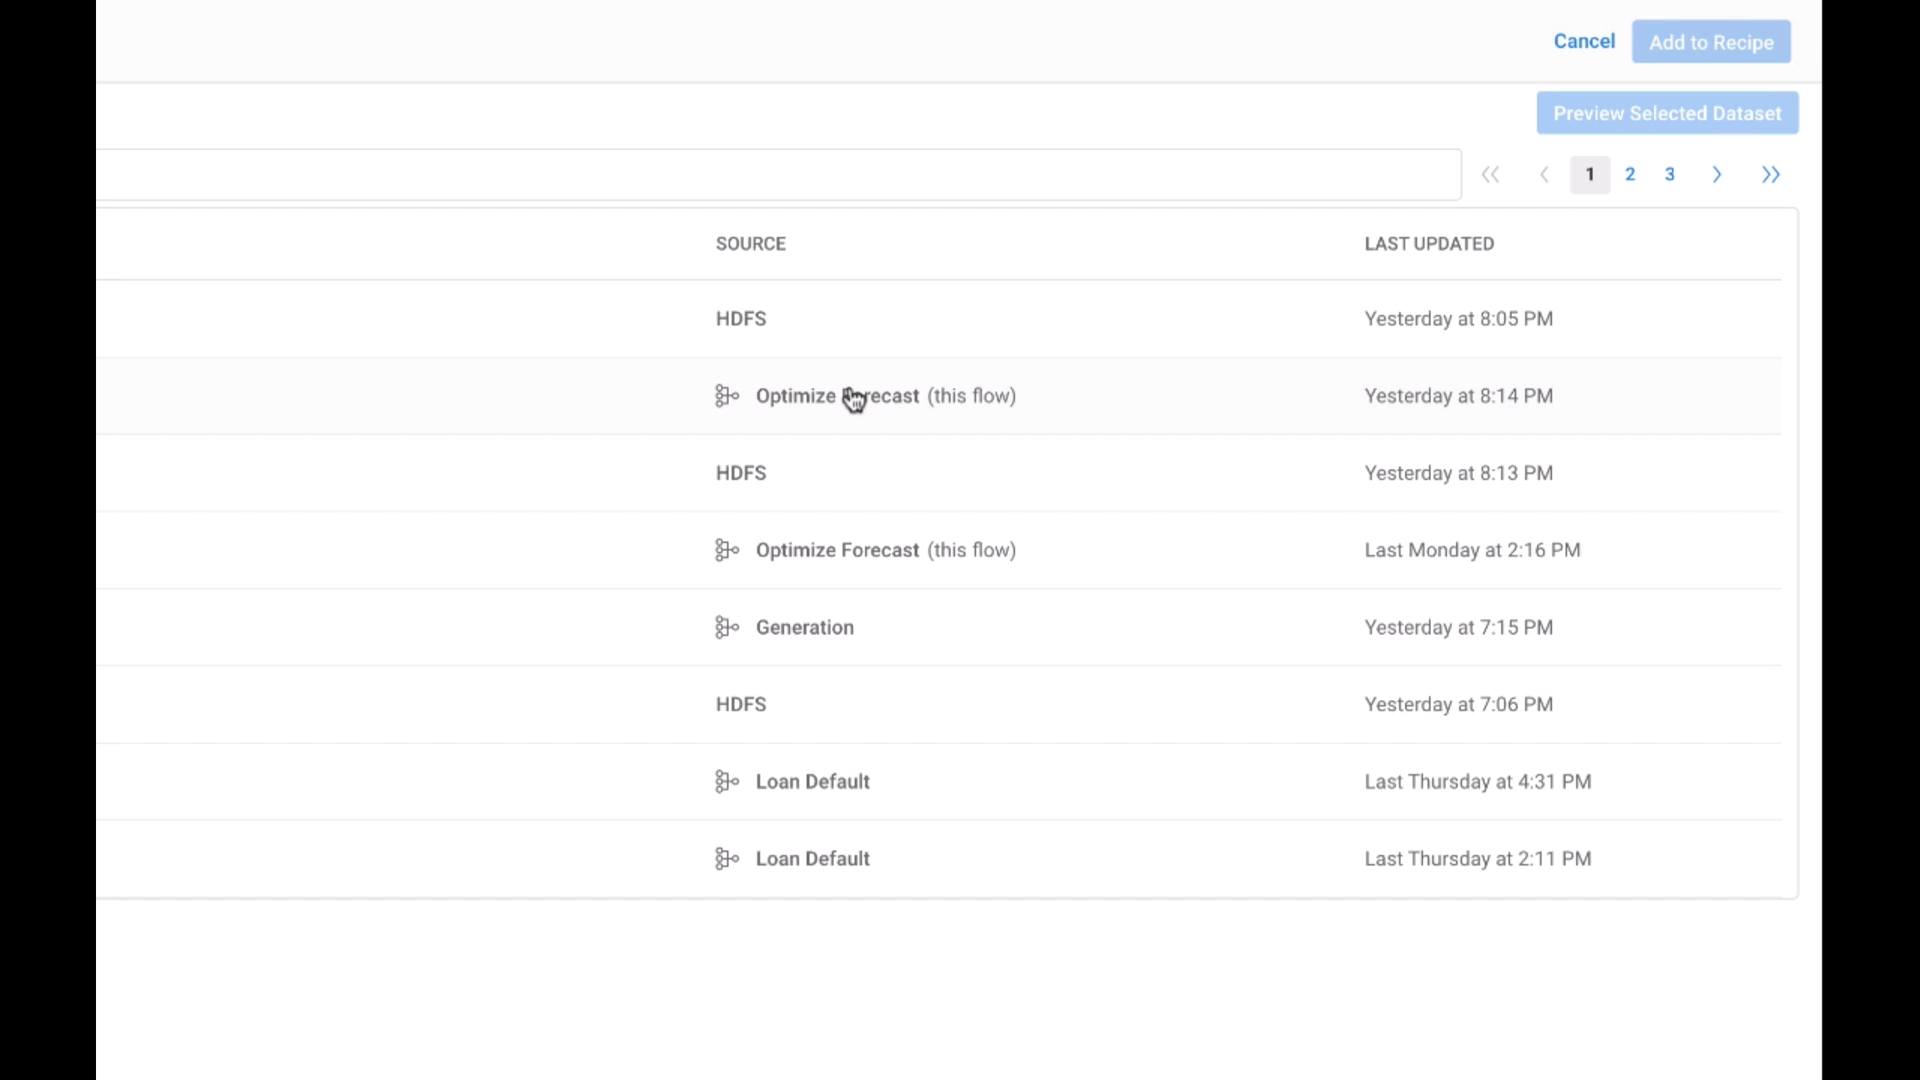 Cancel Add to Recipe
Preview Selected Dataset
1 2 3
SOURCE LAST UPDATED
HDFS Yesterday at 8:05 PM
Optimize Forecast (this flow) Yesterday at 8:14 PM
HDFS Yesterday at 8:13 PM
Optimize Forecast (this flow) Last Monday at 2:16 PM
Generation Yesterday at 7:15 PM
HDFS Yesterday at 7:06 PM
Loan Default Last Thursday at 4:31 PM
Loan Default Last Thursday at 2:11 PM